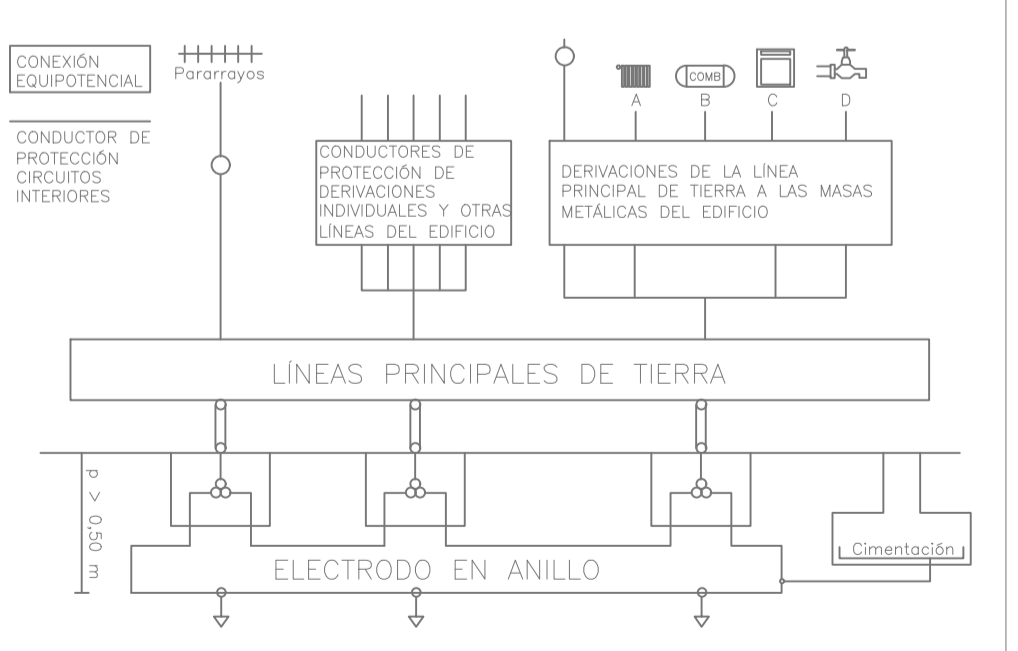 CONEXIÓN
EQUIPOTENCIAL
CONDUCTOR DE
PROTECCIÓN
CIRCUITOS
INTERIORES
Pararrayos
CONDUCTORES DE
PROTECCIÓN DE
DERIVACIONES
INDIVIDUALES Y OTRAS
LÍNEAS DEL EDIFICIO
COMB
A
B
C
D
DERIVACIONES DE LA LÍNEA
PRINCIPAL DE TIERRA A LAS MASAS
METÁLICAS DEL EDIFICIO
LÍNEAS PRINCIPALES DE TIERRA
p > 0,50 m
ELECTRODO EN ANILLO
Cimentación